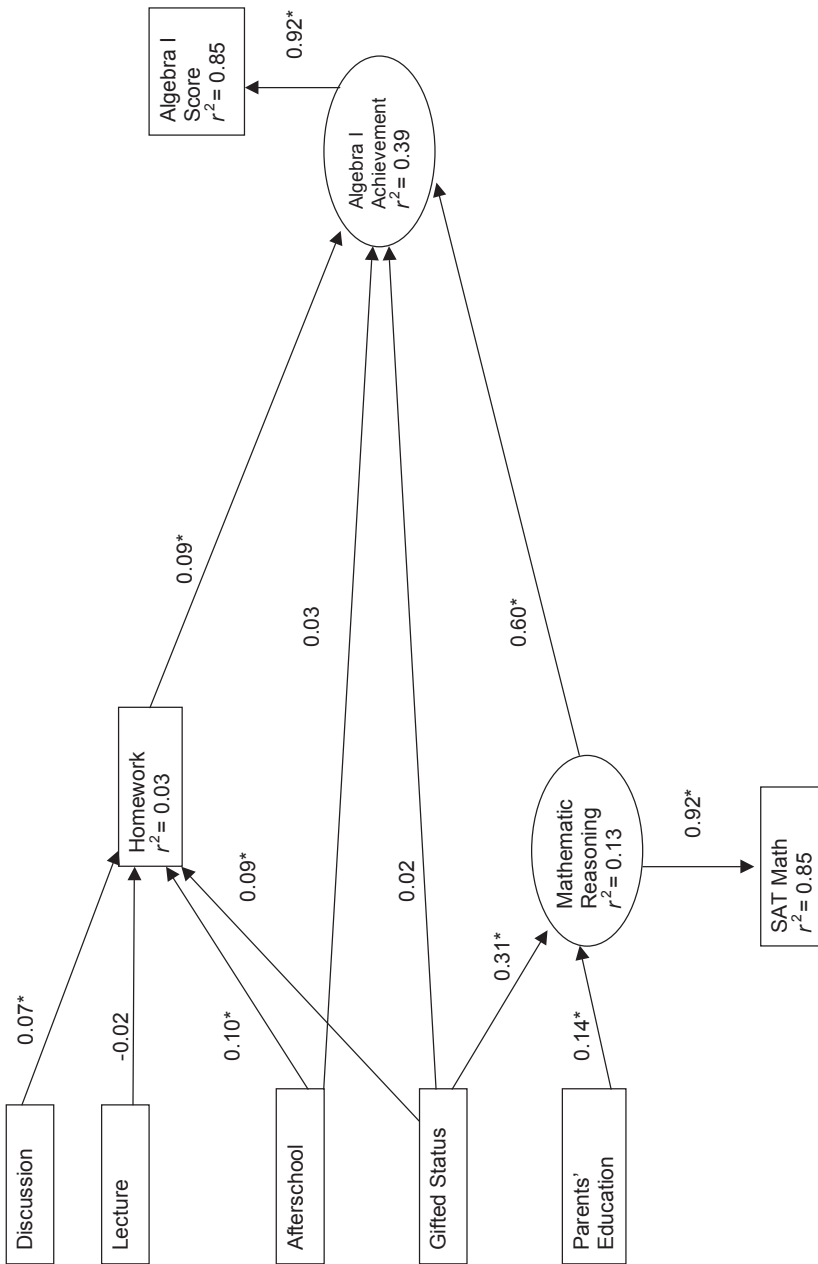 Discussion
Lecture
Afterschool
Gifted Status
Parents'
Education
0.07*
-0.02
0.10*
0.09*
0.31*
0.14*
Homework
r² = 0.03
Mathematic
Reasoning
r² = 0.13
0.92*
SAT Math
r² = 0.85
0.09*
0.03
0.02
0.60*
Algebra I
Achievement
r² = 0.39
0.92*
Algebra I
Score
r² = 0.85